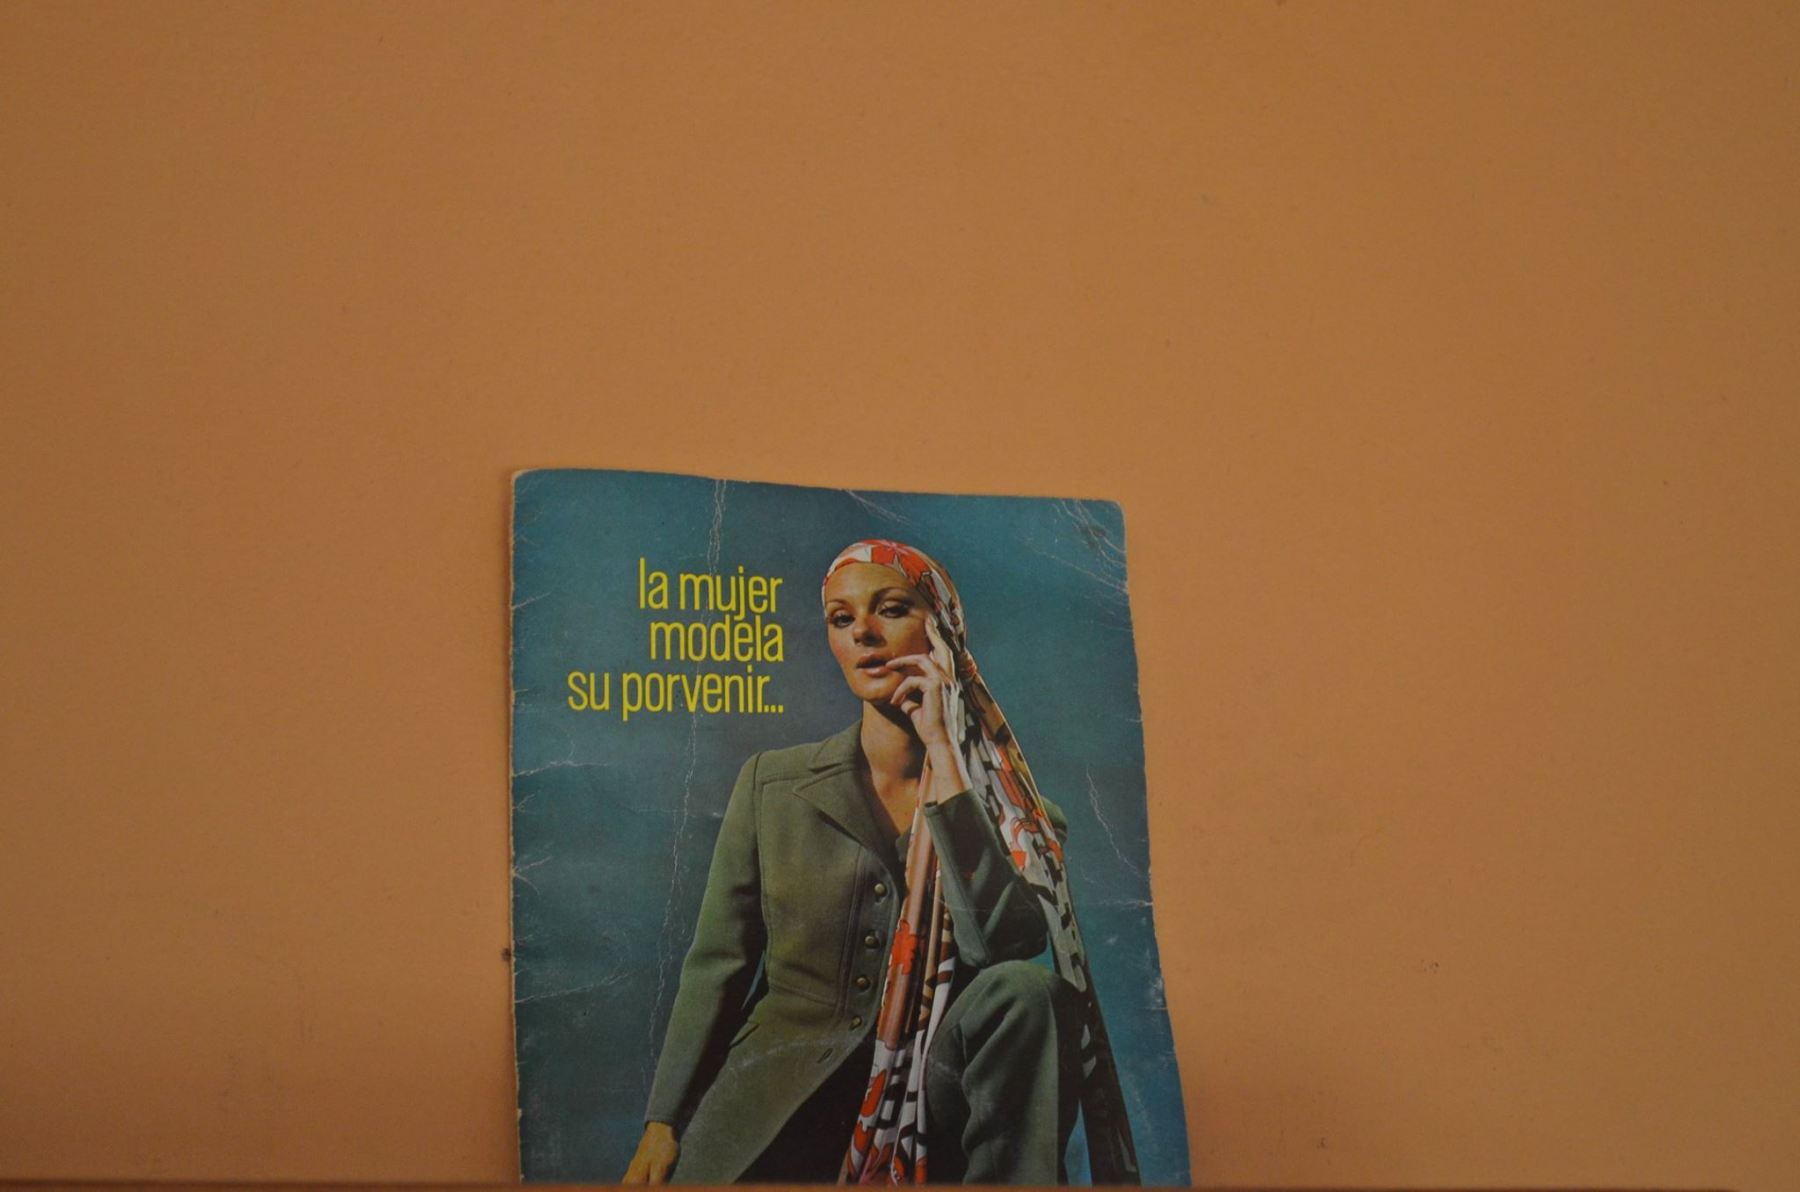 la mujer
modela
su porvenir...